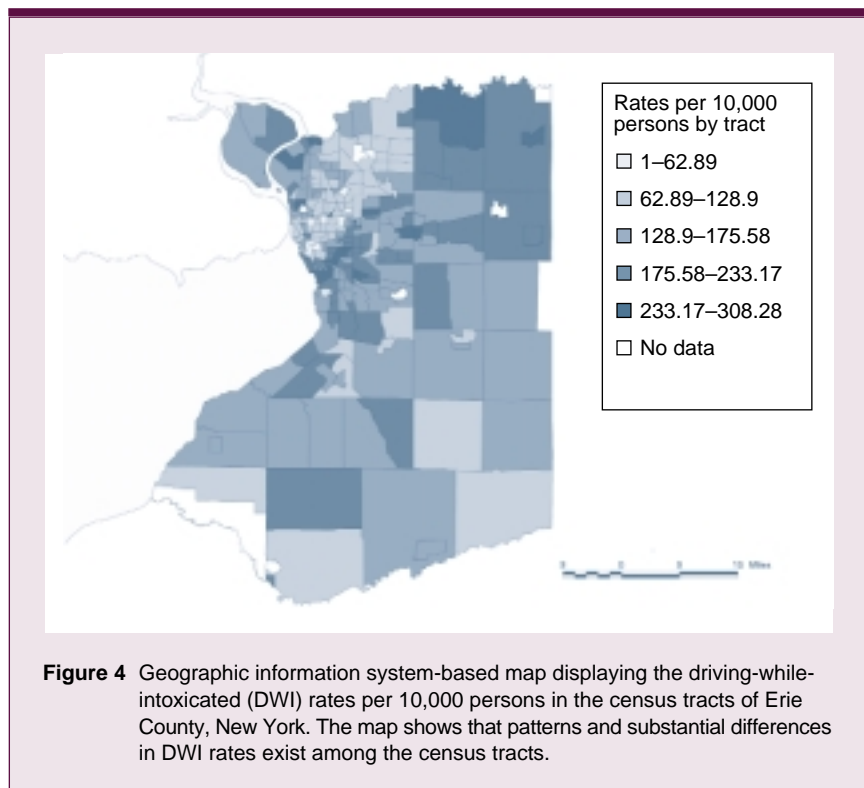 Rates per 10,000
persons by tract
1–62.89
62.89–128.9
128.9–175.58
175.58–233.17
233.17–308.28
No data
10 Miles
Figure 4 Geographic information system-based map displaying the driving-while-
intoxicated (DWI) rates per 10,000 persons in the census tracts of Erie
County, New York. The map shows that patterns and substantial differences
in DWI rates exist among the census tracts.